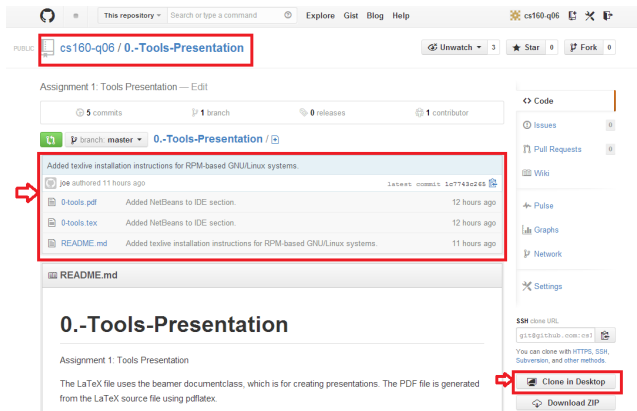 This repository Search or type a command Explore Gist Blog Help cs160-q06
PUBLIC cs160-q06 / 0.-Tools-Presentation Unwatch 3 Star 0 Fork 0
Assignment 1: Tools Presentation — Edit
5 commits 1 branch 0 releases 1 contributor
branch: master 0.-Tools-Presentation /
Added texlive installation instructions for RPM-based GNU/Linux systems.
joe authored 11 hours ago latest commit 1c7743c265
0-tools.pdf Added NetBeans to IDE section. 12 hours ago
0-tools.tex Added NetBeans to IDE section. 12 hours ago
README.md Added texlive installation instructions for RPM-based GNU/Linux systems. 11 hours ago
README.md
0.-Tools-Presentation
Assignment 1: Tools Presentation
The LaTeX file uses the beamer documentclass, which is for creating presentations. The PDF file is generated
from the LaTeX source file using pdflatex.
Code
Issues 0
Pull Requests 0
Wiki
Pulse
Graphs
Network
Settings
SSH clone URL
git@github.com:cs1
You can clone with HTTPS, SSH,
Subversion, and other methods.
Clone in Desktop
Download ZIP